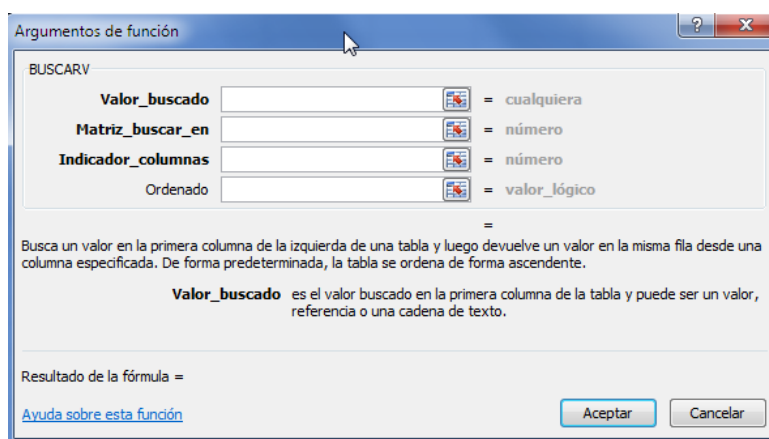 Argumentos de función
BUSCARV
Valor_buscado = cualquiera
Matriz_buscar_en = número
Indicador_columnas = número
Ordenado = valor_lógico
=
Busca un valor en la primera columna de la izquierda de una tabla y luego devuelve un valor en la misma fila desde una
columna especificada. De forma predeterminada, la tabla se ordena de forma ascendente.
Valor_buscado es el valor buscado en la primera columna de la tabla y puede ser un valor,
referencia o una cadena de texto.
Resultado de la fórmula =
Ayuda sobre esta función
Aceptar
Cancelar